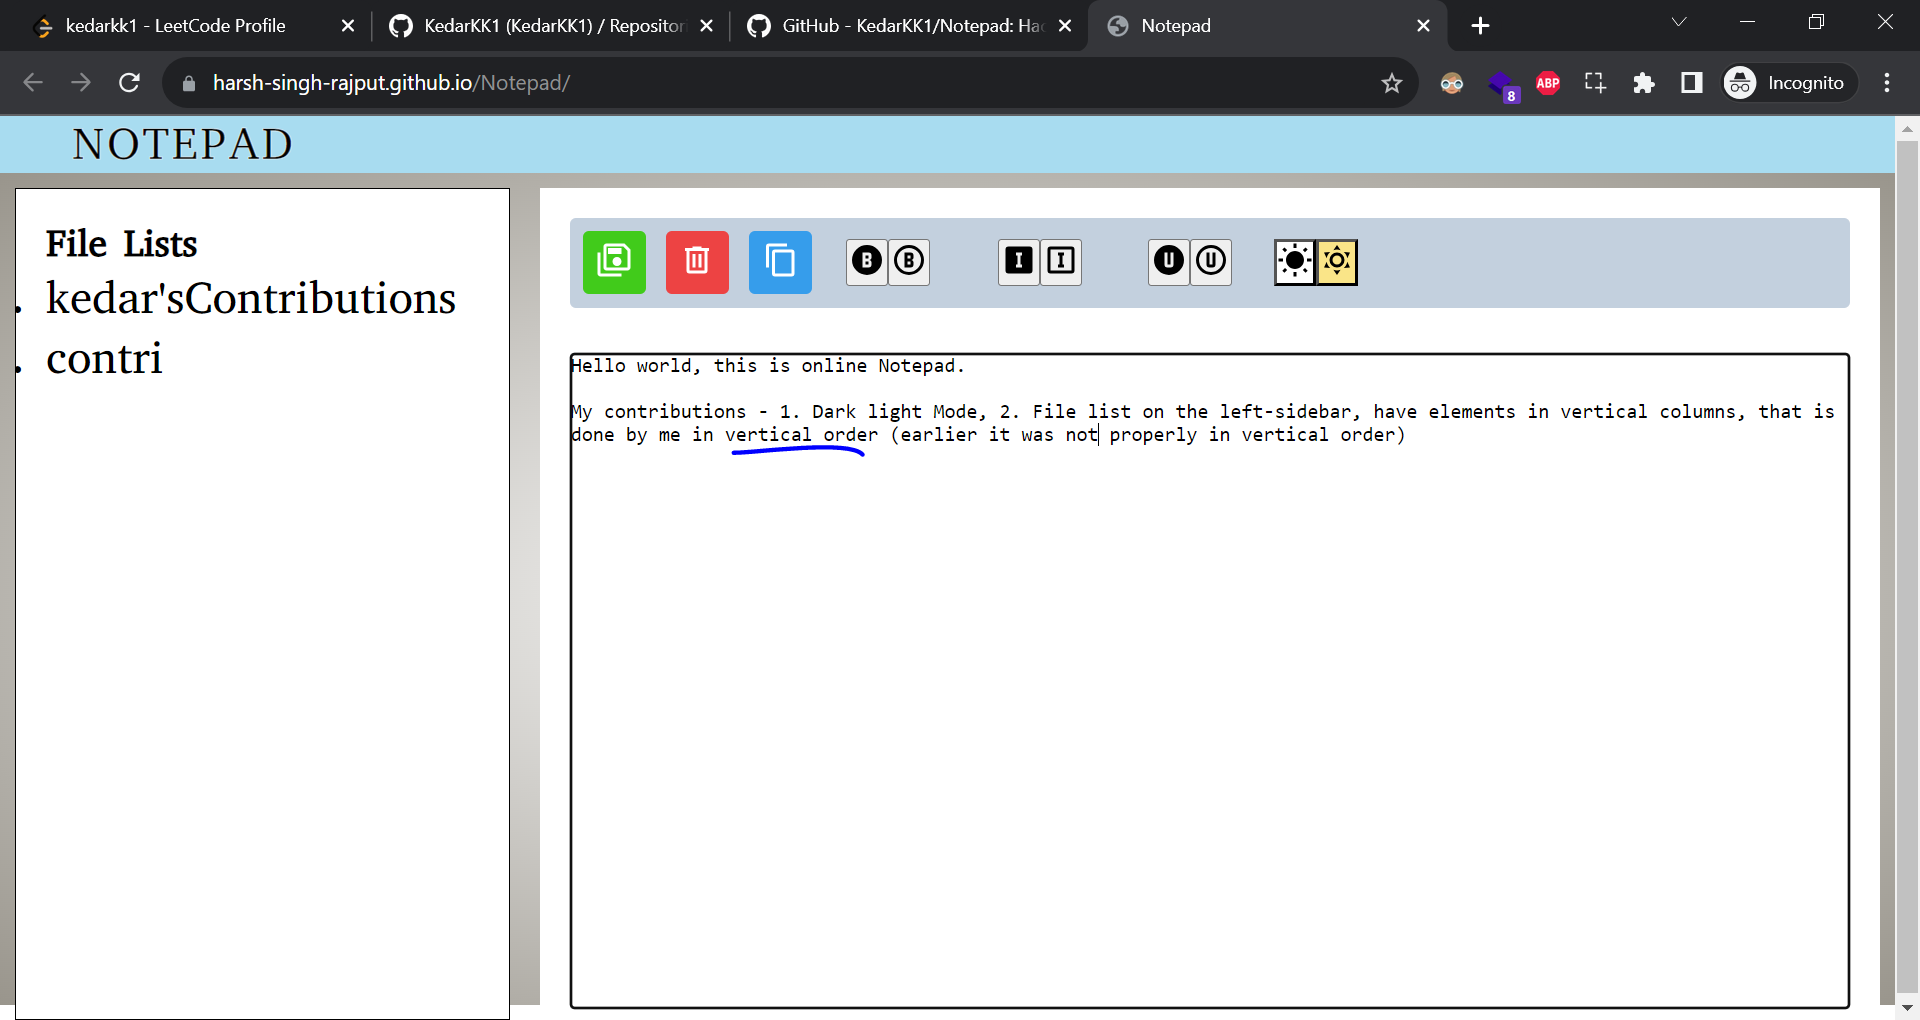 kedarkk1 - LeetCode Profile
KedarKK1 (KedarKK1) / Repositori
GitHub - KedarKK1/Notepad: Hac
Notepad
harsh-singh-rajput.github.io/Notepad/
8
ABP
Incognito
NOTEPAD
File Lists
kedar'sContributions
contri
B B I I U U
Hello world, this is online Notepad.
My contributions - 1. Dark light Mode, 2. File list on the left-sidebar, have elements in vertical columns, that is
done by me in vertical order (earlier it was not properly in vertical order)